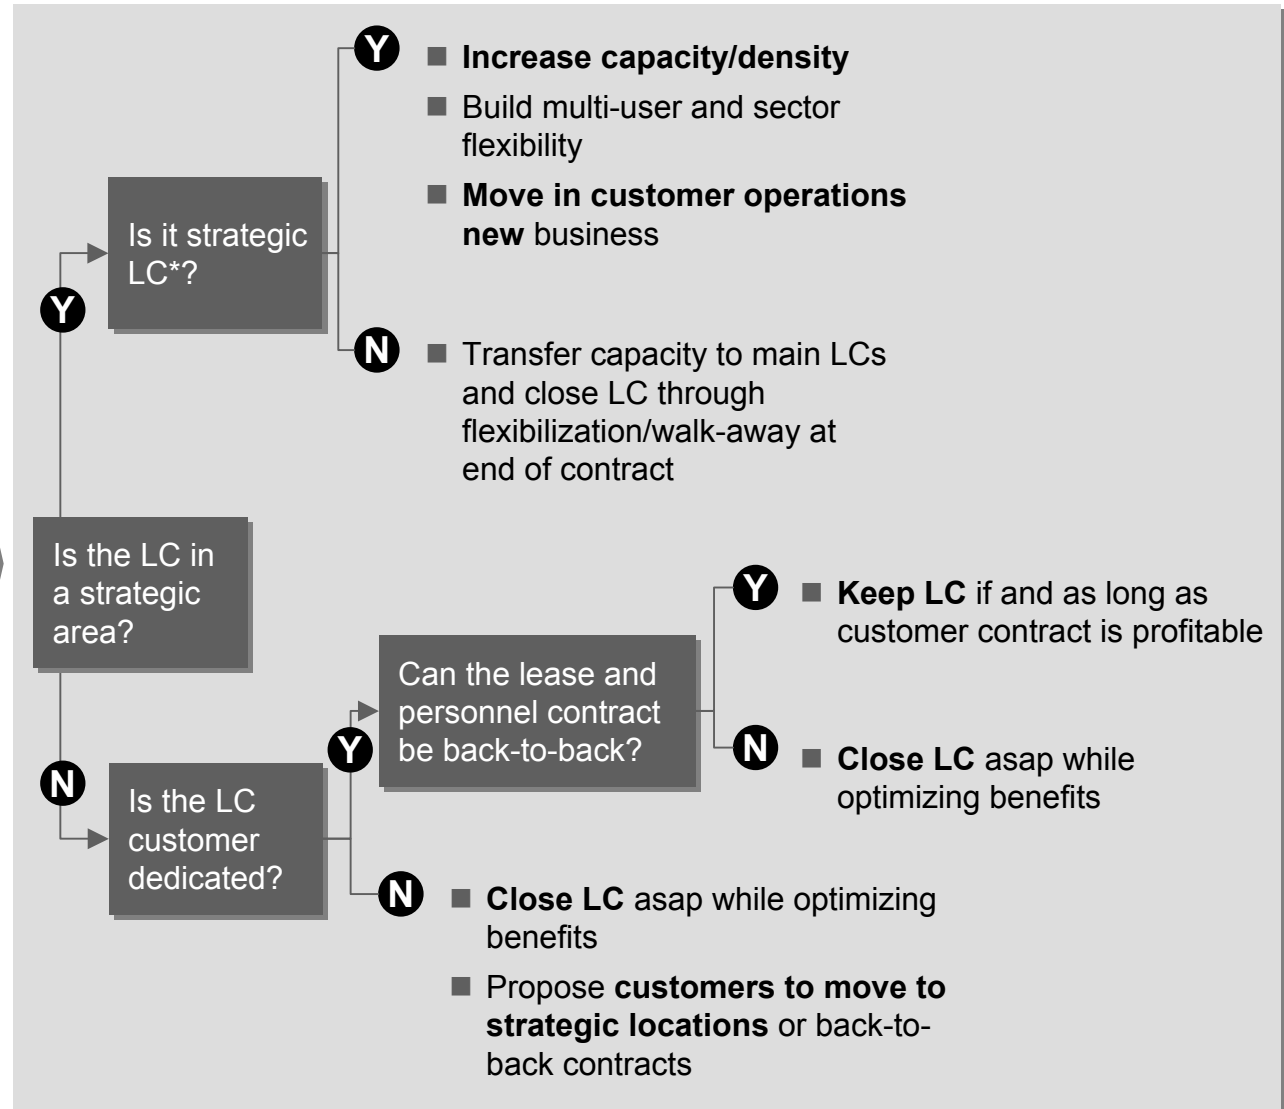 Y
Increase capacity/density
Build multi-user and sector
flexibility
Move in customer operations
new business
Is it strategic
LC*?
Y
N
Transfer capacity to main LCs
and close LC through
flexibilization/walk-away at
end of contract
Is the LC in
a strategic
area?
Y
Keep LC if and as long as
customer contract is profitable
Can the lease and
personnel contract
be back-to-back?
Y
N
Close LC asap while
optimizing benefits
N
Is the LC
customer
dedicated?
N
Close LC asap while optimizing
benefits
Propose customers to move to
strategic locations or back-to-
back contracts